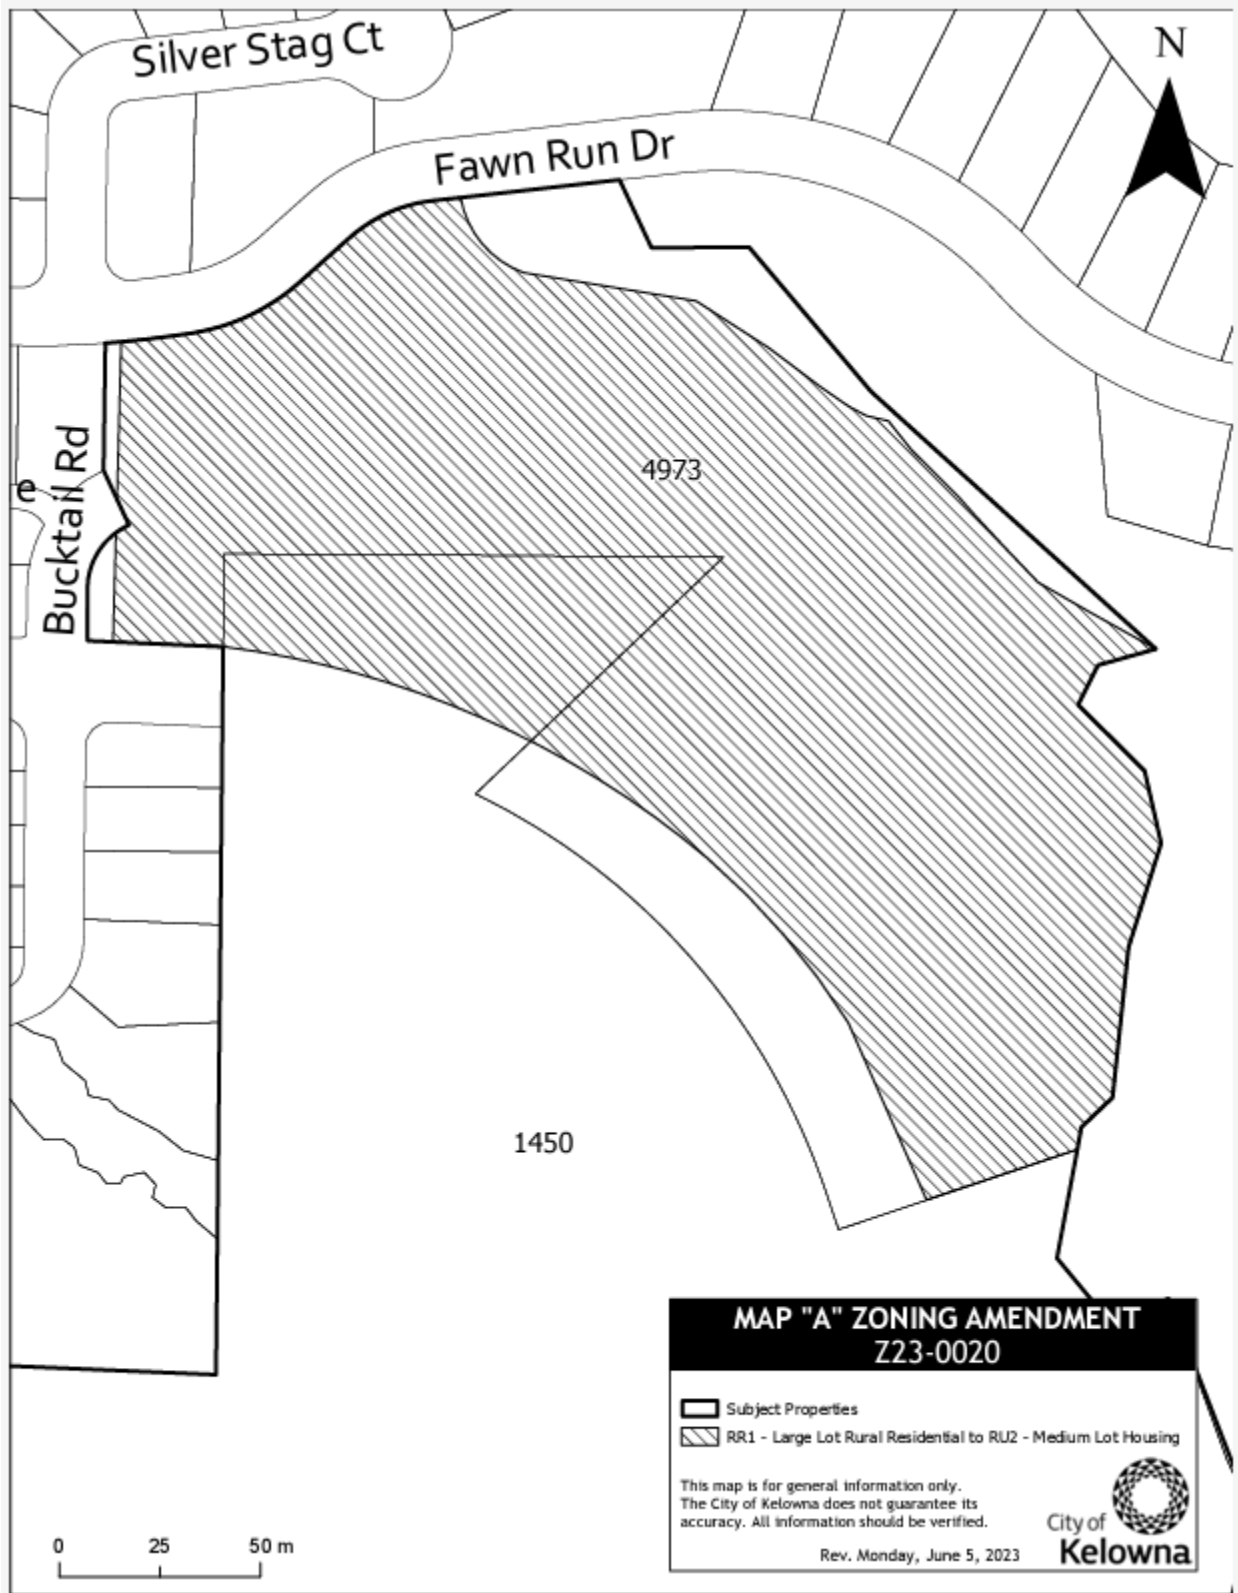 Silver Stag Ct
N
Fawn Run Dr
4973
Bucktail Rd
e
1450
MAP "A" ZONING AMENDMENT
Z23-0020
Subject Properties
RR1 - Large Lot Rural Residential to RU2 - Medium Lot Housing
This map is for general information only.
The City of Kelowna does not guarantee its
accuracy. All information should be verified.
Rev. Monday, June 5, 2023
City of
Kelowna
0 25 50 m